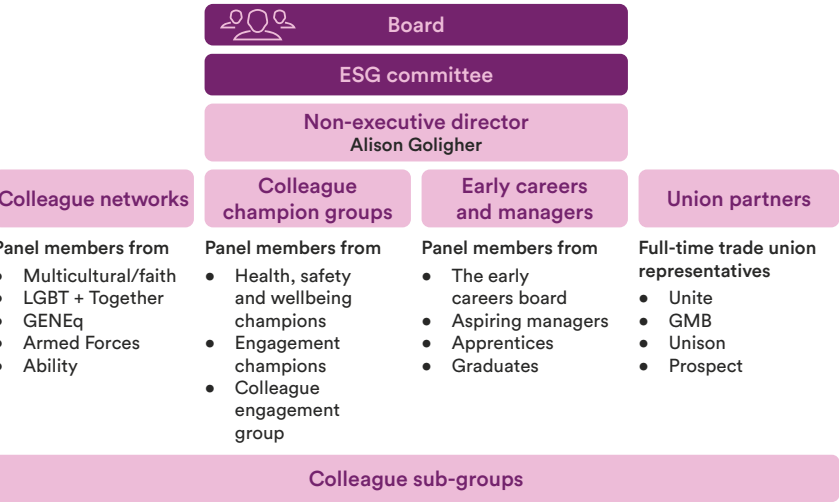 Board
ESG committee
Non-executive director
Alison Goligher
Colleague networks
Panel members from
• Multicultural/faith
• LGBT + Together
• GENEq
• Armed Forces
• Ability
Colleague
champion groups
Panel members from
• Health, safety
and wellbeing
champions
• Engagement
champions
• Colleague
engagement
group
Early careers
and managers
Panel members from
• The early
careers board
• Aspiring managers
• Apprentices
• Graduates
Union partners
Full-time trade union
representatives
• Unite
• GMB
• Unison
• Prospect
Colleague sub-groups